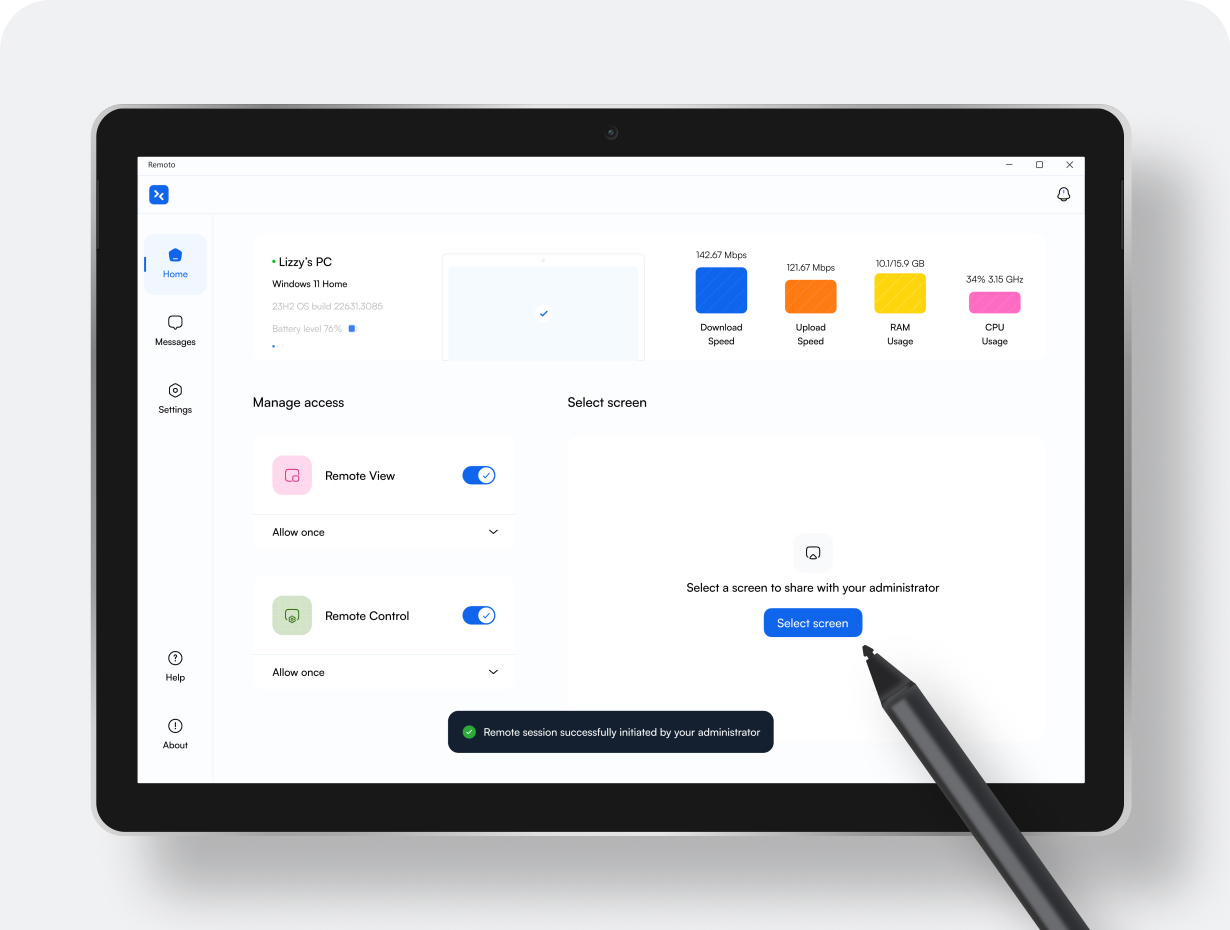 Remoto
Home
Messages
Settings
Help
About
Lizzy's PC
Windows 11 Home
23H2 OS build 22631.3085
Battery level 76%
142.67 Mbps
Download
Speed
121.67 Mbps
Upload
Speed
10.1/15.9 GB
RAM
Usage
34% 3.15 GHz
CPU
Usage
Manage access
Remote View
Allow once
Remote Control
Allow once
Select screen
Select a screen to share with your administrator
Select screen
Remote session successfully initiated by your administrator